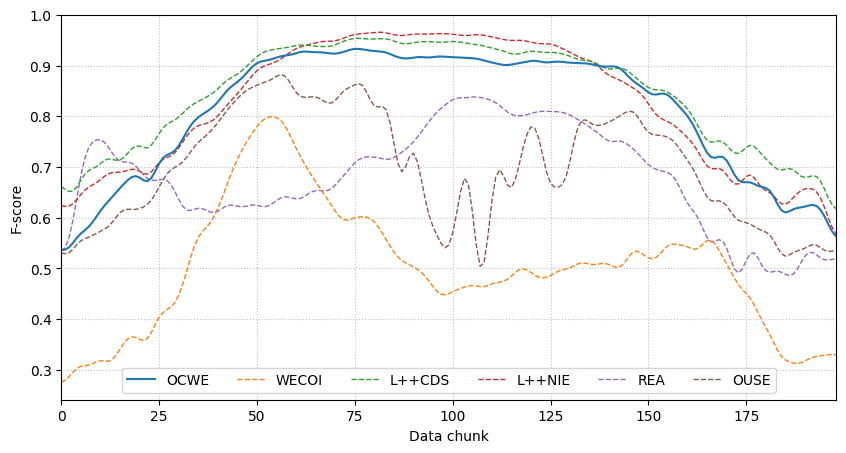 1.0
0.9
0.8
0.7
0.6
0.5
0.4
0.3
F-score
OCWE WECOI L++CDS L++NIE REA OUSE
0 25 50 75 100 125 150 175
Data chunk